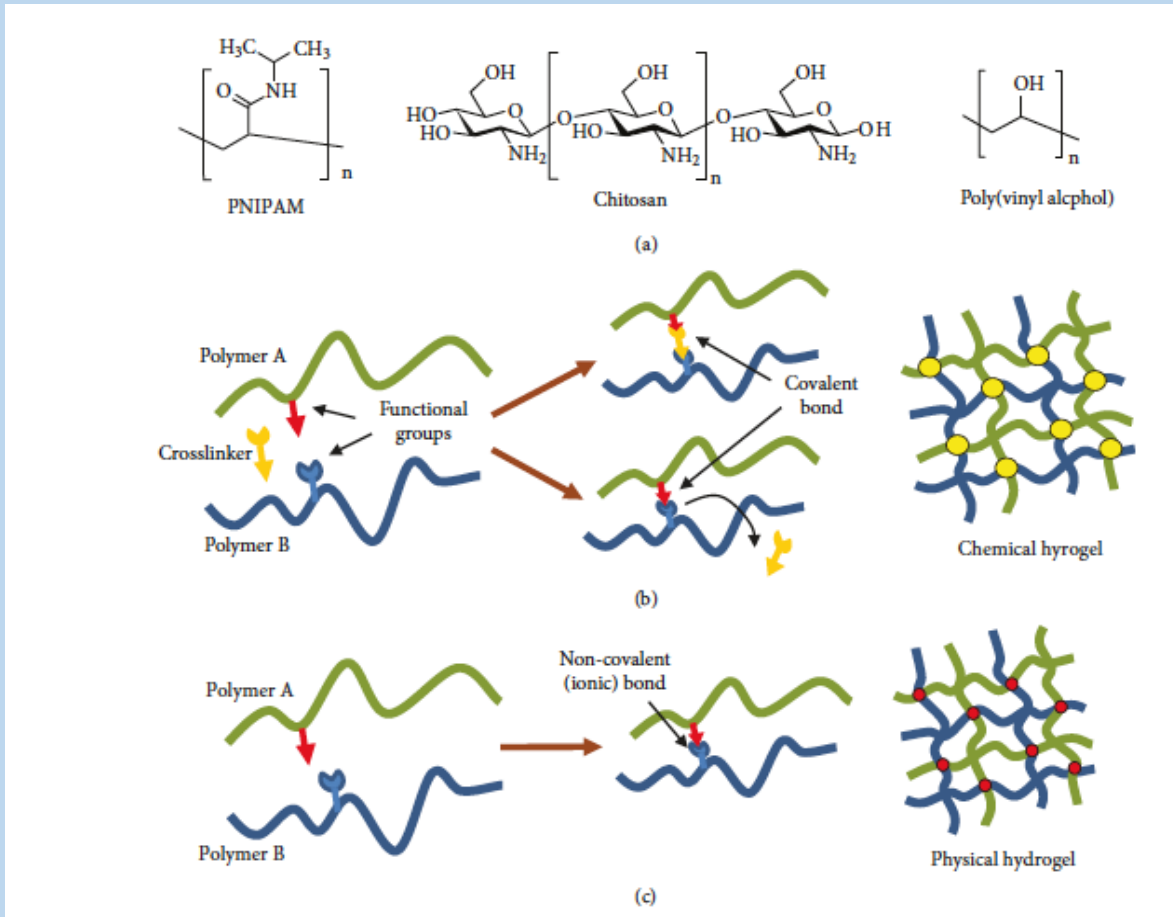 H3C CH3
O NH
n
PNIPAM
OH
HO
HO
O
NH2
O
OH
O
HO
NH2
n
O
OH
O
HO
OH
NH2
Chitosan
OH
n
Poly(vinyl alcphol)
(a)
Polymer A
Functional
groups
Crosslinker
Polymer B
Covalent
bond
Chemical hyrogel
(b)
Polymer A
Non-covalent
(ionic) bond
Polymer B
Physical hydrogel
(c)